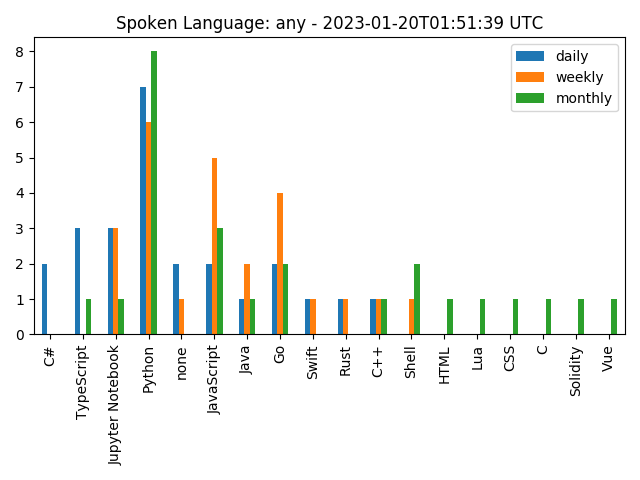 Spoken Language: any - 2023-01-20T01:51:39 UTC
daily
weekly
monthly
8
7
6
5
4
3
2
1
0
C#
TypeScript
Jupyter Notebook
Python
none
JavaScript
Java
Go
Swift
Rust
C++
Shell
HTML
Lua
CSS
C
Solidity
Vue